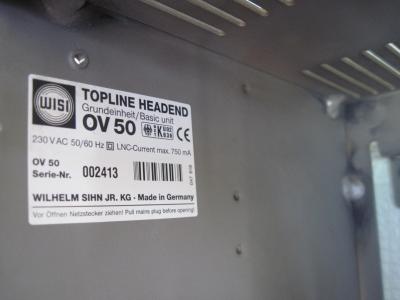 WISI
TOPLINE HEADEND
Grundeinheit/Basic unit
OV 50
CE
230 V AC 50/60 Hz LNC-Current max. 750 mA
OV 50
Serie-Nr. 002413
WILHELM SIHN JR. KG - Made in Germany
Vor Öffnen Netzstecker ziehen! Pull mains plug before opening!